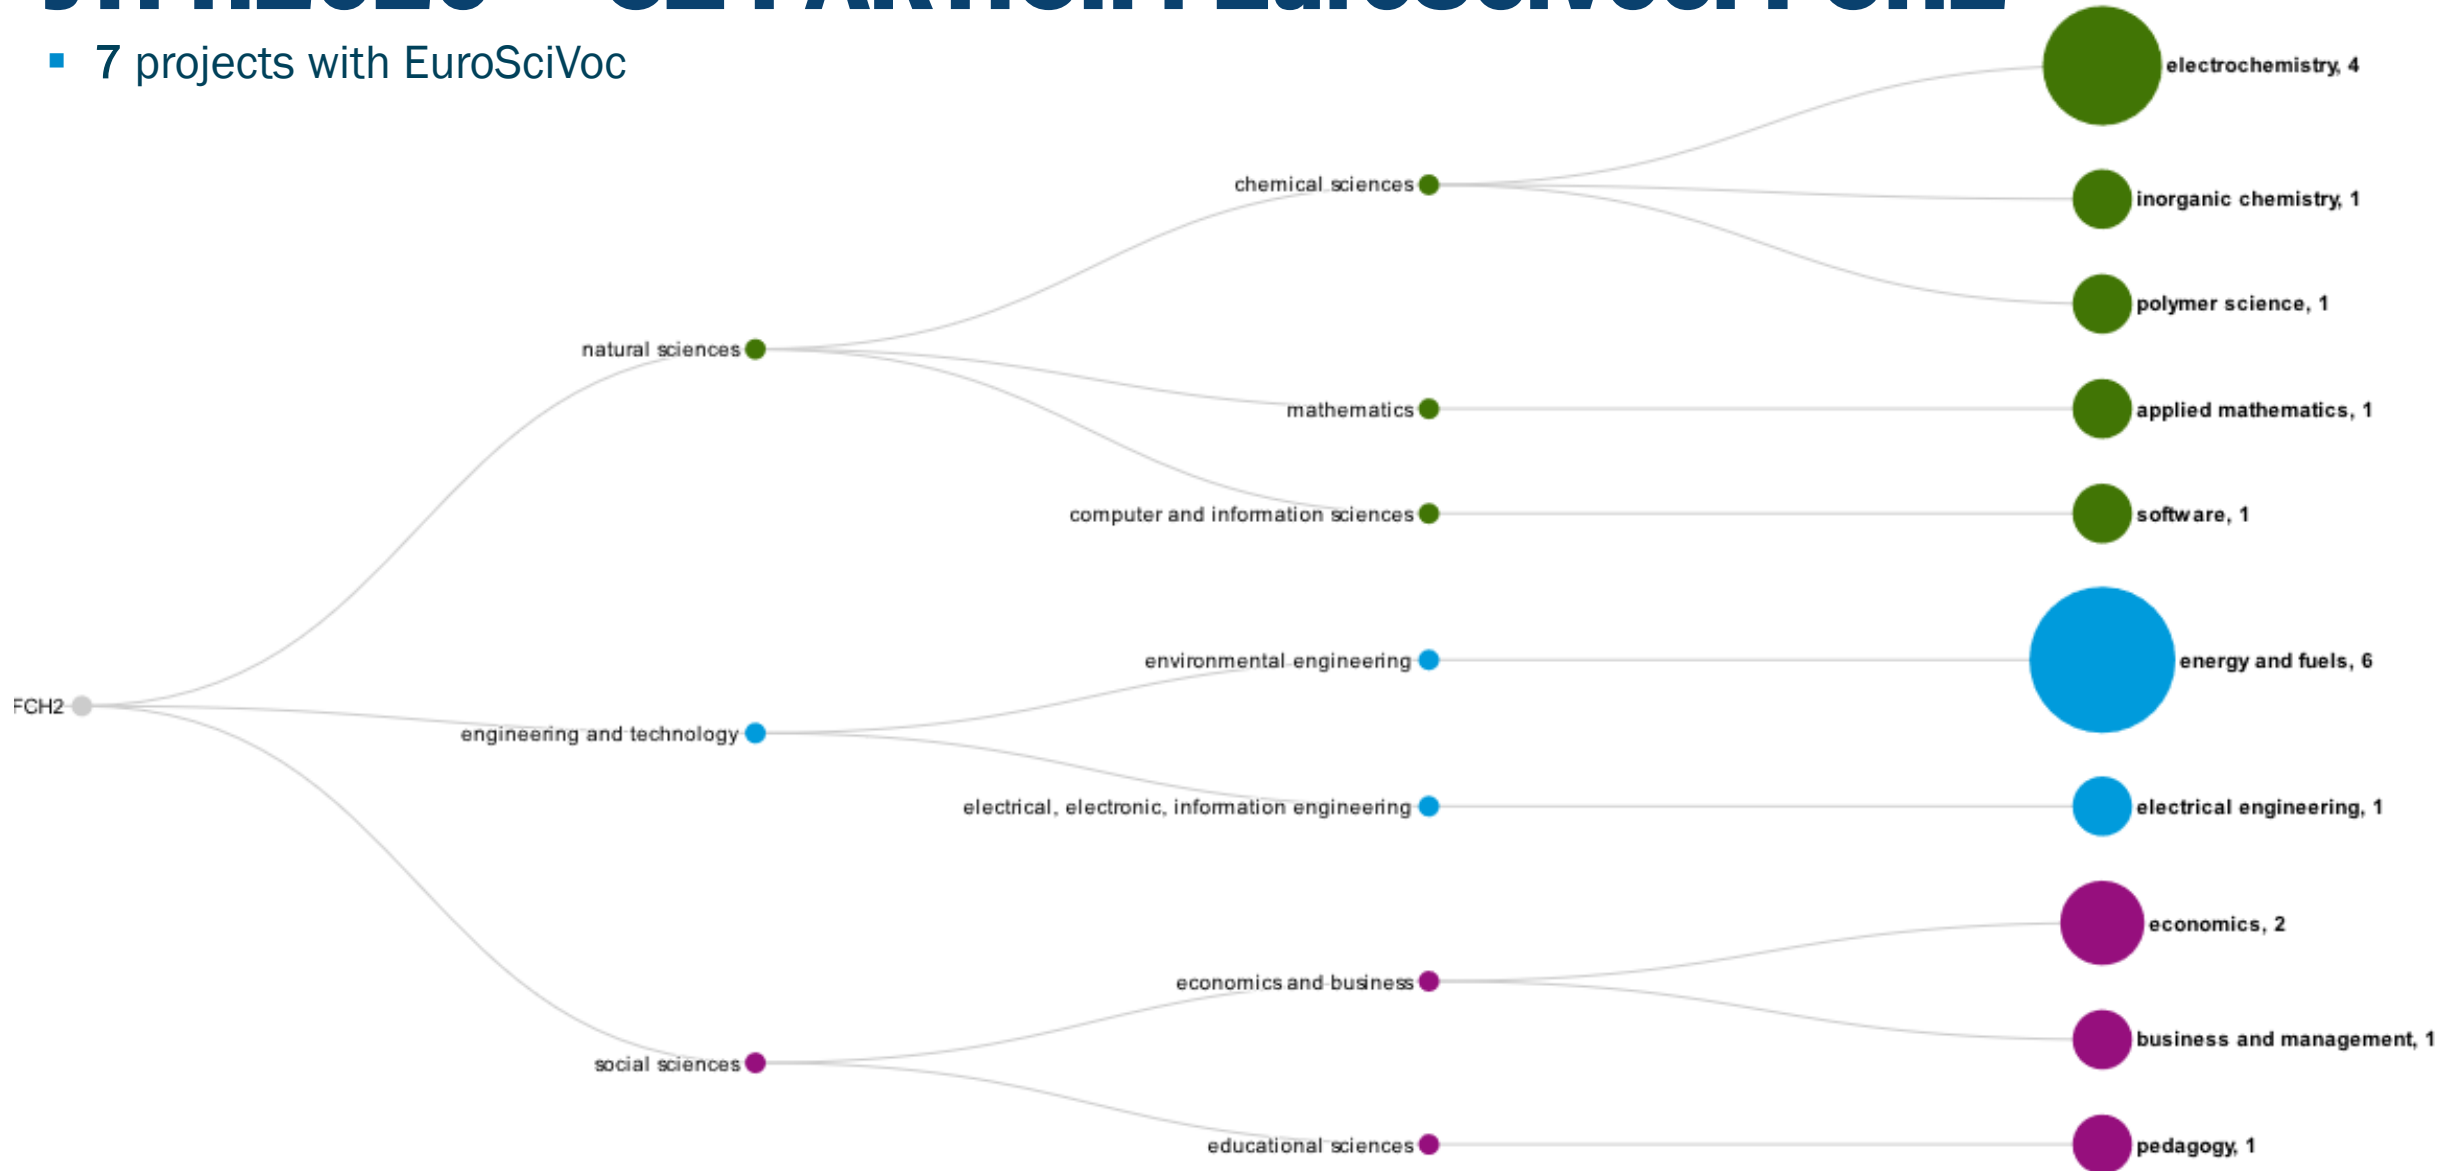 7 projects with EuroSciVoc
electrochemistry, 4
chemical sciences
inorganic chemistry, 1
polymer science, 1
natural sciences
mathematics
applied mathematics, 1
computer and information sciences
software, 1
environmental engineering
energy and fuels, 6
FCH2
engineering and technology
electrical, electronic, information engineering
electrical engineering, 1
economics, 2
economics and business
business and management, 1
social sciences
educational sciences
pedagogy, 1